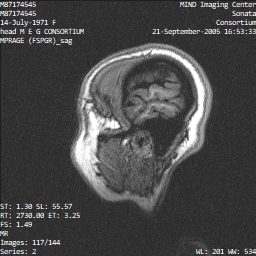 M87174545
M87174545
14-July-1971 F
head M E G CONSORTIUM
MPRAGE (FSPGR)_sag
MIND Imaging Center
Sonata
Consortium
21-September-2005 16:53:33
ST: 1.30 SL: 55.57
RT: 2730.00 ET: 3.25
FS: 1.49
MR
Images: 117/144
Series: 2
WL: 201 WW: 534